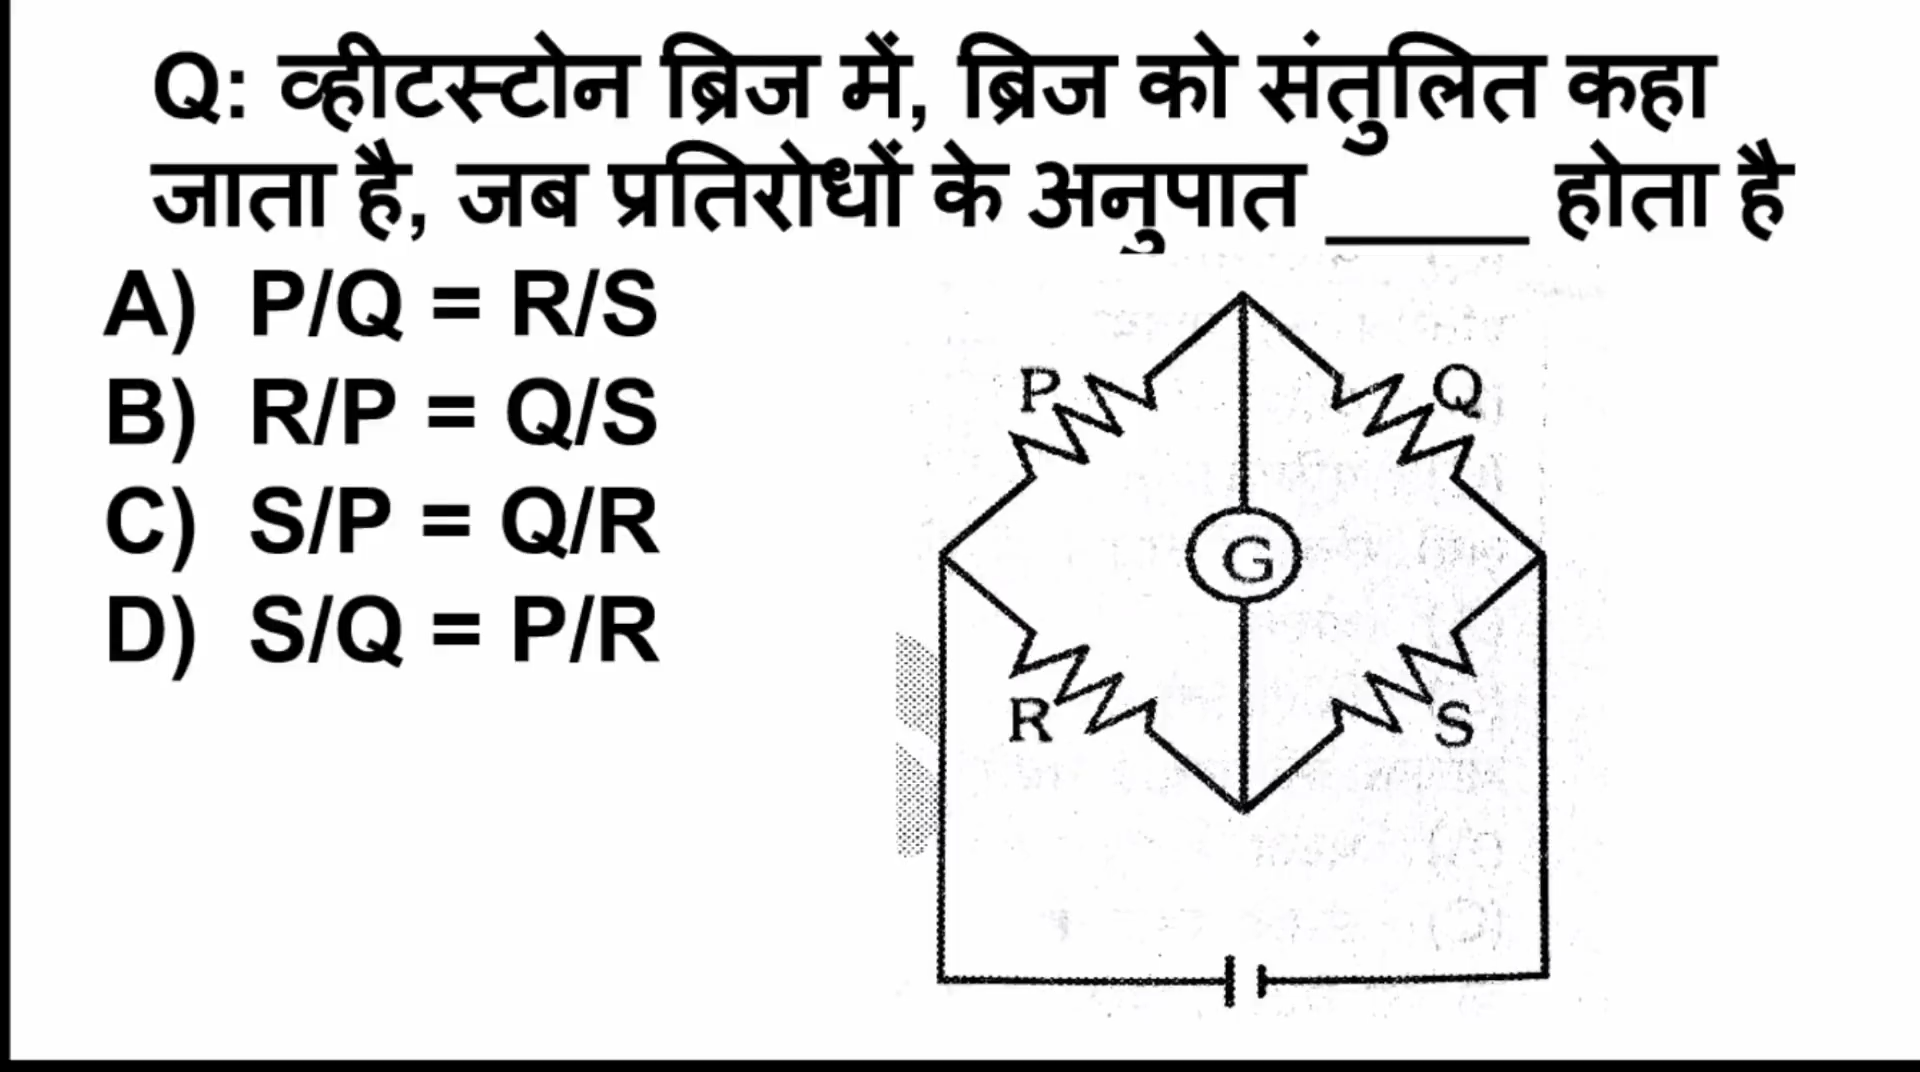 Q: व्हीटस्टोन ब्रिज में, ब्रिज को संतुलित कहा
जाता है, जब प्रतिरोधों के अनुपात _____ होता है
A) P/Q = R/S
B) R/P = Q/S
C) S/P = Q/R
D) S/Q = P/R
P
Q
G
R
S